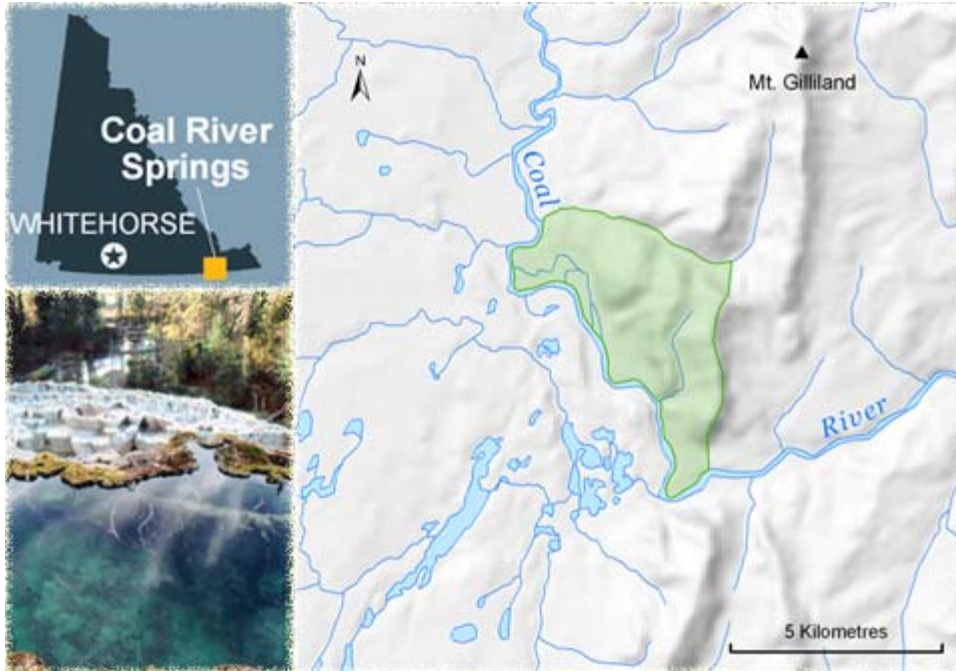 Coal River
Springs
WHITEHORSE
N
Mt. Gilliland
Coal
River
5 Kilometres